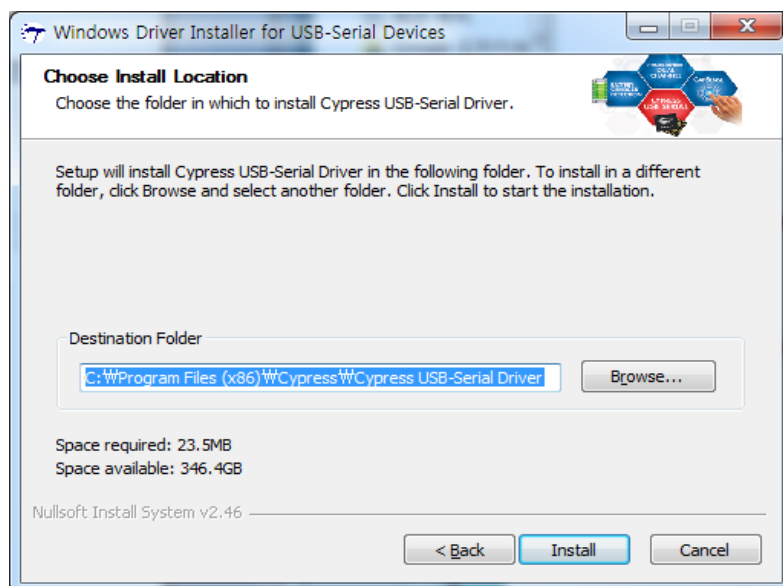 Windows Driver Installer for USB-Serial Devices
Choose Install Location
Choose the folder in which to install Cypress USB-Serial Driver.
CYPRESS
USB SERIAL
Setup will install Cypress USB-Serial Driver in the following folder. To install in a different
folder, click Browse and select another folder. Click Install to start the installation.
Destination Folder
C:₩Program Files (x86)₩Cypress₩Cypress USB-Serial Driver
Browse...
Space required: 23.5MB
Space available: 346.4GB
Nullsoft Install System v2.46
< Back
Install
Cancel